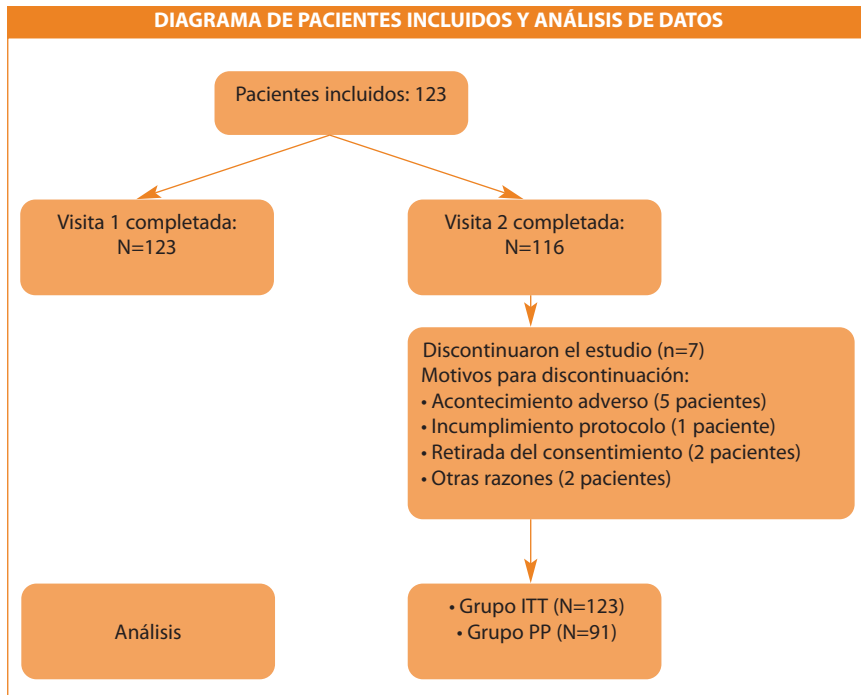 DIAGRAMA DE PACIENTES INCLUIDOS Y ANÁLISIS DE DATOS
Pacientes incluidos: 123
Visita 1 completada:
N=123
Visita 2 completada:
N=116
Discontinuaron el estudio (n=7)
Motivos para discontinuación:
• Acontecimiento adverso (5 pacientes)
• Incumplimiento protocolo (1 paciente)
• Retirada del consentimiento (2 pacientes)
• Otras razones (2 pacientes)
Análisis
• Grupo ITT (N=123)
• Grupo PP (N=91)